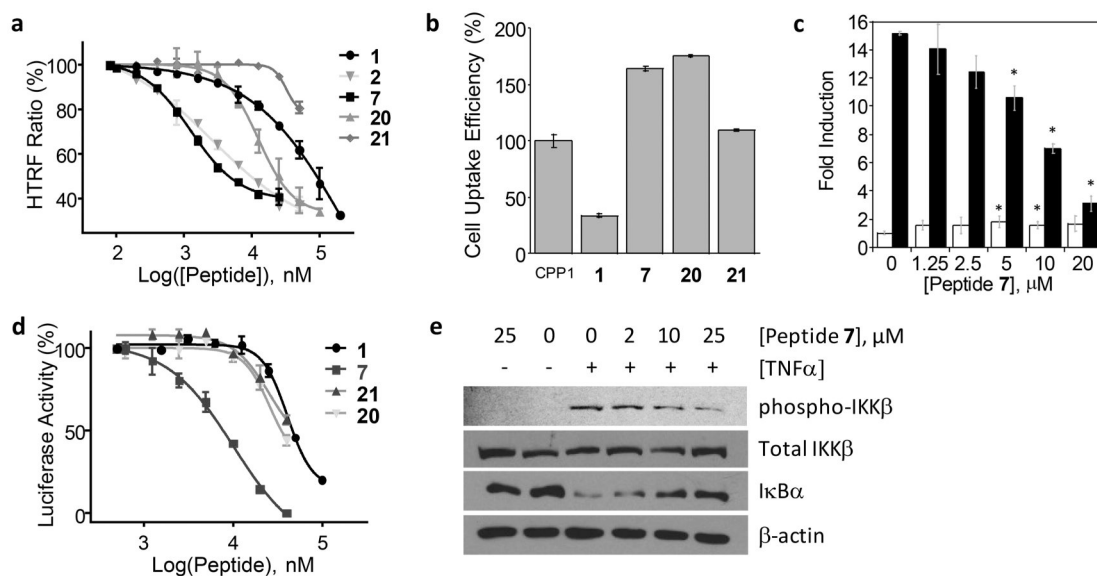 a
HTRF Ratio (%)
100
80
60
40
2 3 4 5
Log([Peptide]), nM
1
2
7
20
21
b
Cell Uptake Efficiency (%)
200
150
100
50
0
CPP1 1 7 20 21
c
Fold Induction
16
14
12
10
8
6
4
2
0
* * * * *
0 1.25 2.5 5 10 20
[Peptide 7], μM
d
Luciferase Activity (%)
100
50
0
3 4 5
Log(Peptide), nM
1
7
21
20
e
25 0 0 2 10 25 [Peptide 7], μM
- - + + + + [TNFα]
phospho-IKKβ
Total IKKβ
IκBα
β-actin